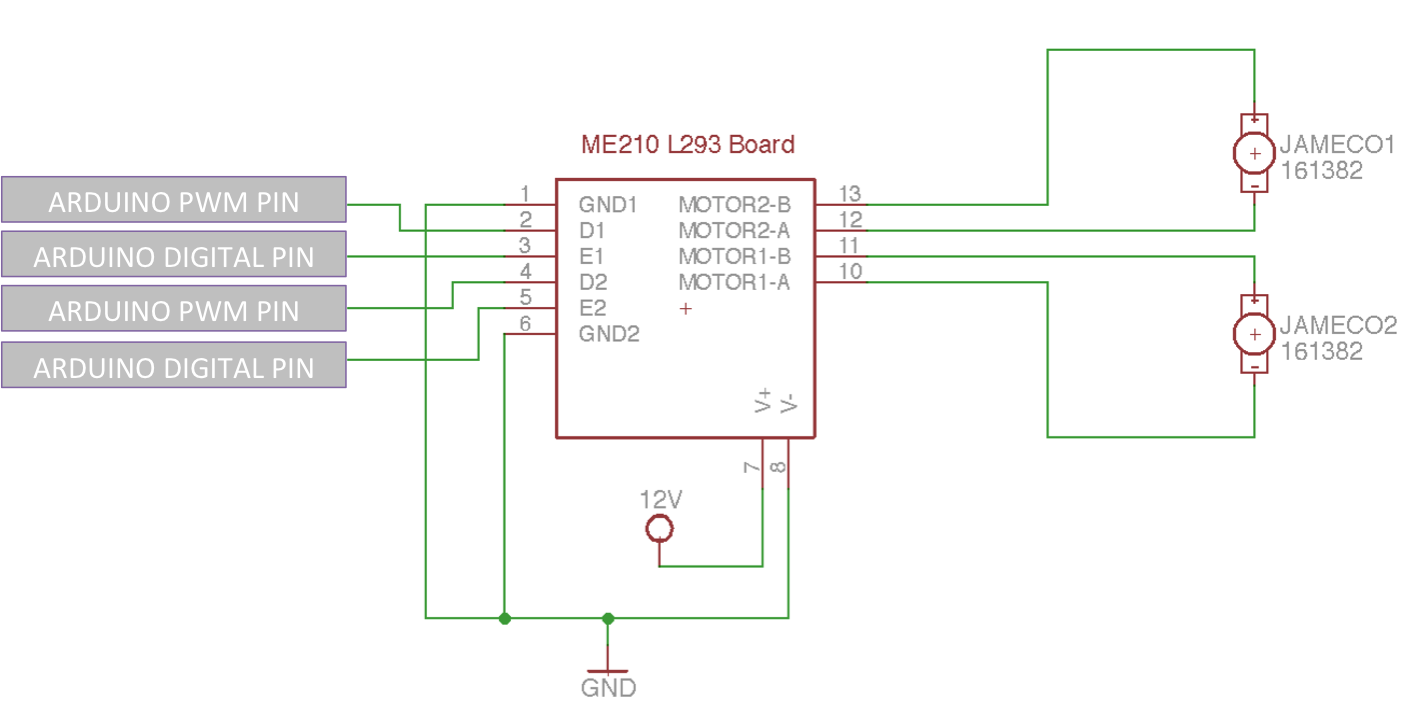 ME210 L293 Board
ARDUINO PWM PIN
ARDUINO DIGITAL PIN
ARDUINO PWM PIN
ARDUINO DIGITAL PIN
1 GND1 MOTOR2-B 13
2 D1 MOTOR2-A 12
3 E1 MOTOR1-B 11
4 D2 MOTOR1-A 10
5 E2
6 GND2
V+ V-
7 8
12V
GND
+
+ JAMECO1
161382
-
+
+ JAMECO2
161382
-